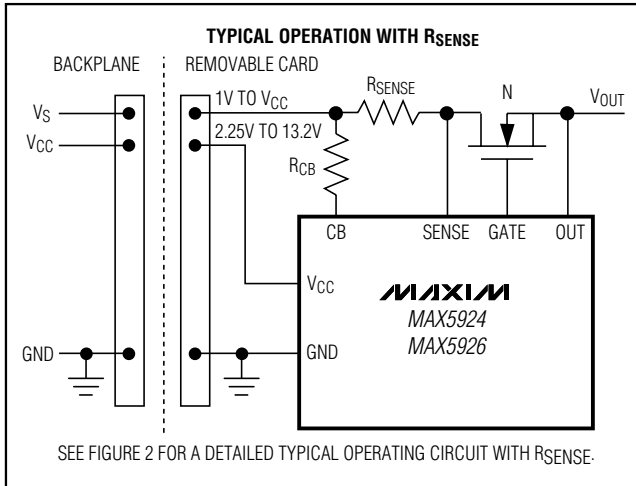 TYPICAL OPERATION WITH RSENSE
BACKPLANE
REMOVABLE CARD
VS
VCC
GND
1V TO VCC
2.25V TO 13.2V
RSENSE
RCB
N
VOUT
CB
SENSE
GATE
OUT
VCC
GND
MAXIM
MAX5924
MAX5926
SEE FIGURE 2 FOR A DETAILED TYPICAL OPERATING CIRCUIT WITH RSENSE.